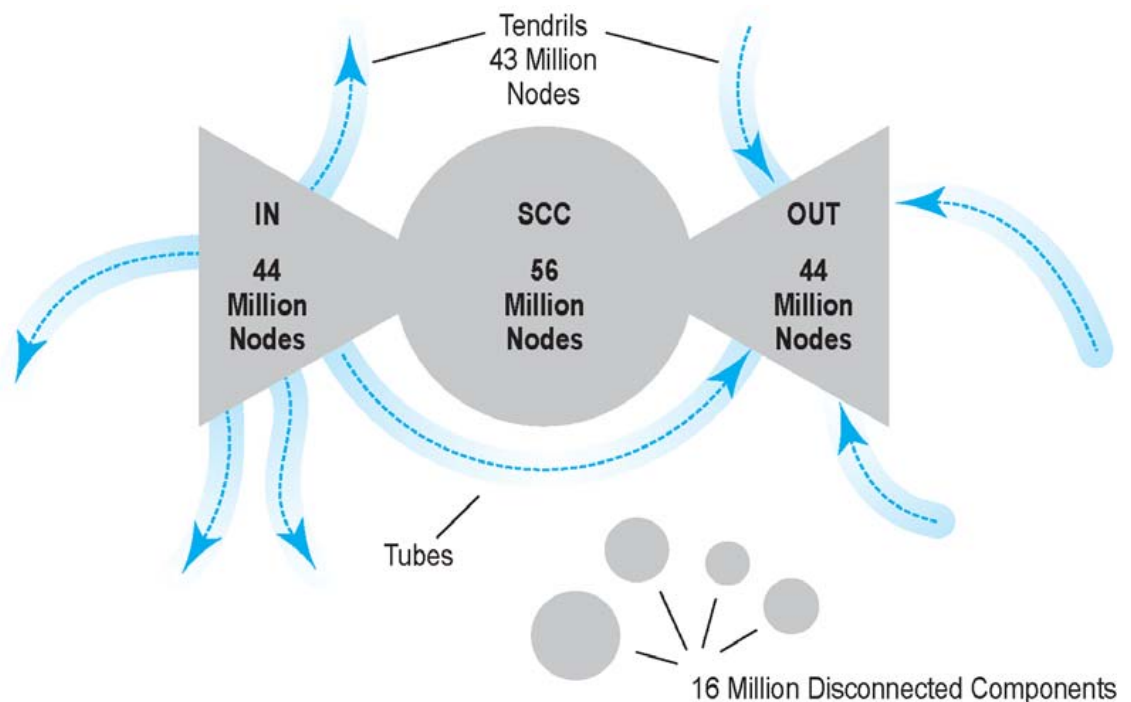 Tendrils
43 Million
Nodes
IN
44
Million
Nodes
SCC
56
Million
Nodes
OUT
44
Million
Nodes
Tubes
16 Million Disconnected Components